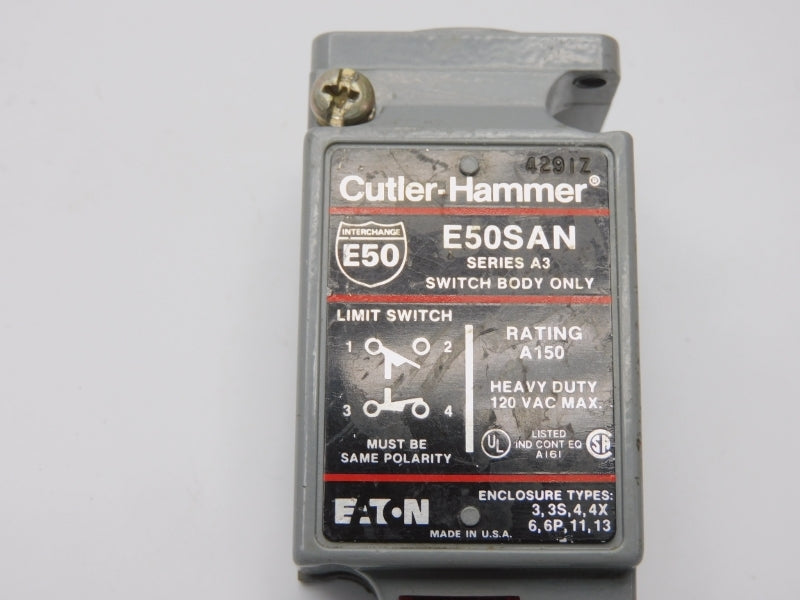 4291Z
Cutler-Hammer®
INTERCHANGE
E50
E50SAN
SERIES A3
SWITCH BODY ONLY
LIMIT SWITCH
1 2
3 4
MUST BE
SAME POLARITY
RATING
A150
HEAVY DUTY
120 VAC MAX.
UL
LISTED
IND CONT EQ
A161
SA
EATON
MADE IN U.S.A.
ENCLOSURE TYPES:
3, 3S, 4, 4X
6, 6P, 11, 13